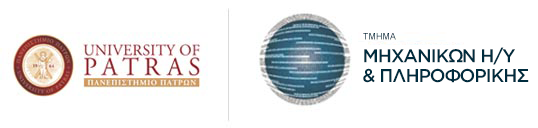 UNIVERSITY OF
PATRAS
ΠΑΝΕΠΙΣΤΗΜΙΟ ΠΑΤΡΩΝ
ΤΜΗΜΑ
ΜΗΧΑΝΙΚΩΝ Η/Υ
& ΠΛΗΡΟΦΟΡΙΚΗΣ